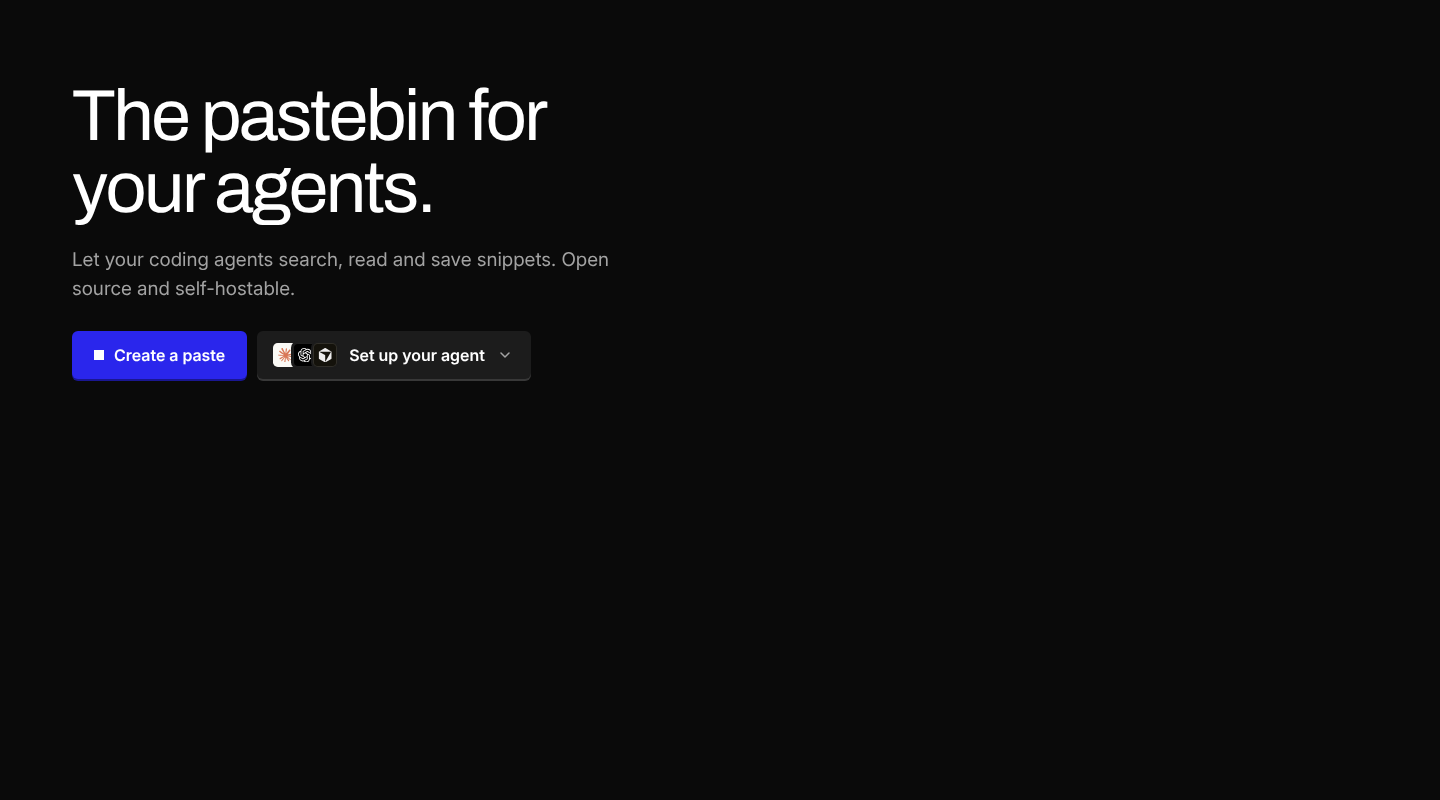 The pastebin for
your agents.
Let your coding agents search, read and save snippets. Open
source and self-hostable.
Create a paste
Set up your agent